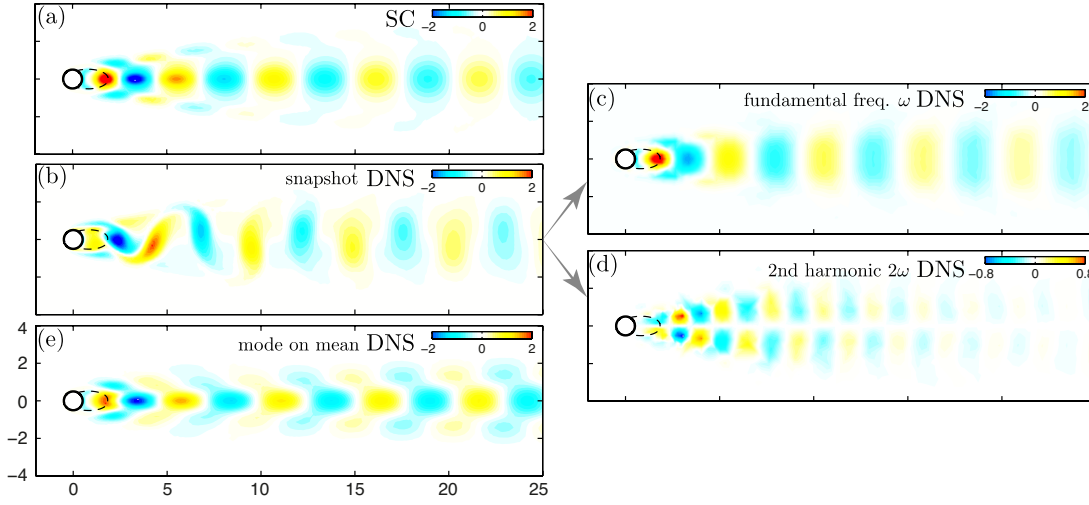 (a) SC
−2 0 2
(b) snapshot DNS
−2 0 2
(e) mode on mean DNS
−2 0 2
4
2
0
−2
−4
0 5 10 15 20 25
(c) fundamental freq. ω DNS
−2 0 2
(d) 2nd harmonic 2ω DNS
−0.8 0 0.8